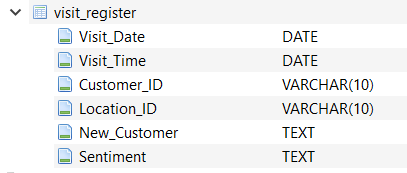 visit_register
Visit_Date DATE
Visit_Time DATE
Customer_ID VARCHAR(10)
Location_ID VARCHAR(10)
New_Customer TEXT
Sentiment TEXT